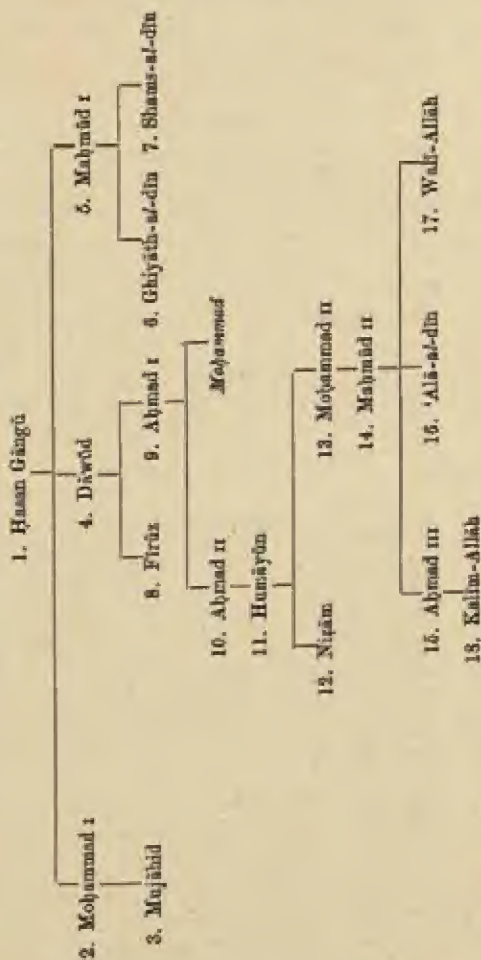 1. Ḥasan Gāngū
2. Moḥammad I 4. Dāwūd 5. Maḥmūd I
3. Mujāhid 8. Fīrūz 9. Aḥmad I 6. Ghiyāth-al-dīn 7. Shams-al-dīn
10. Aḥmad II Moḥammad
11. Humāyūn
12. Niẓām 13. Moḥammad II
14. Maḥmūd II
15. Aḥmad III 16. ʿAlā-al-dīn 17. Walī-Allāh
18. Kalīm-Allāh